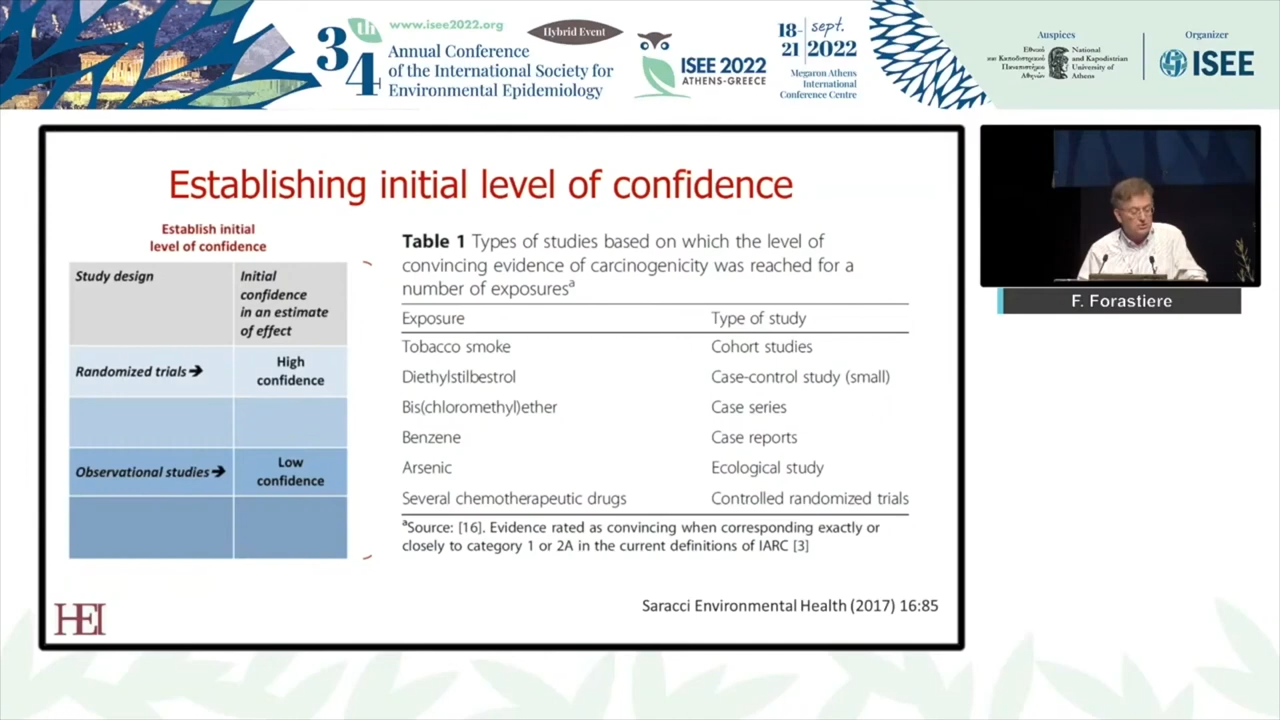 34th
www.isee2022.org
Hybrid Event
Annual Conference
of the International Society for
Environmental Epidemiology
ISEE 2022
ATHENS-GREECE
18-
21
sept.
2022
Megaron Athens
International
Conference Centre
Auspices
Εθνικό
και Καποδιστριακό
Πανεπιστήμιο
Αθηνών
National
and Kapodistrian
University of
Athens
Organizer
ISEE
Establishing initial level of confidence
Establish initial
level of confidence
Study design
Initial
confidence
in an estimate
of effect
Randomized trials➔
High
confidence
Observational studies➔
Low
confidence
Table 1 Types of studies based on which the level of
convincing evidence of carcinogenicity was reached for a
number of exposuresᵃ
Exposure Type of study
Tobacco smoke Cohort studies
Diethylstilbestrol Case-control study (small)
Bis(chloromethyl)ether Case series
Benzene Case reports
Arsenic Ecological study
Several chemotherapeutic drugs Controlled randomized trials
ᵃSource: [16]. Evidence rated as convincing when corresponding exactly or
closely to category 1 or 2A in the current definitions of IARC [3]
Saracci Environmental Health (2017) 16:85
HEI
F. Forastiere